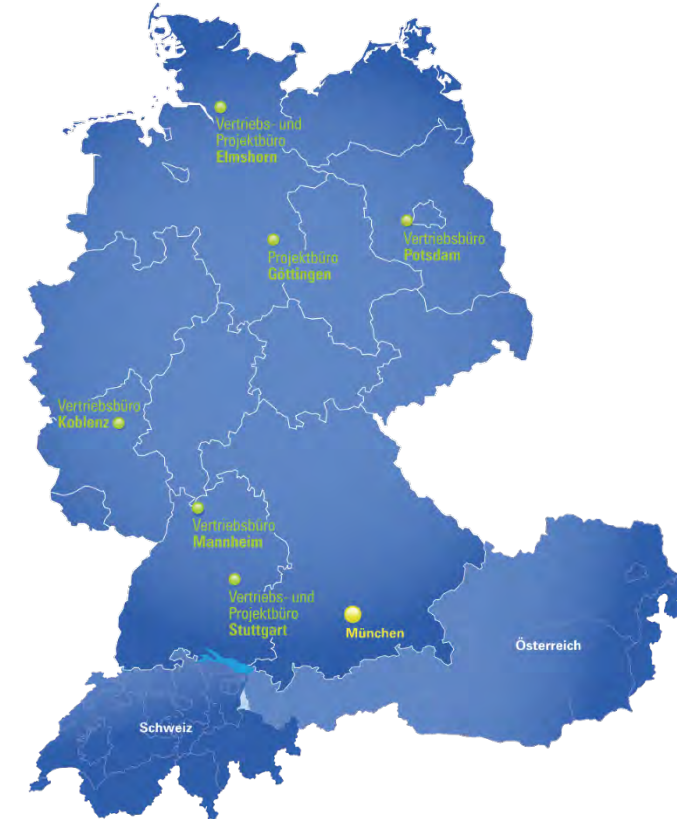 Vertriebs- und
Projektbüro
Elmshorn
Vertriebsbüro
Potsdam
Projektbüro
Göttingen
Vertriebsbüro
Koblenz
Vertriebsbüro
Mannheim
Vertriebs- und
Projektbüro
Stuttgart
München
Österreich
Schweiz